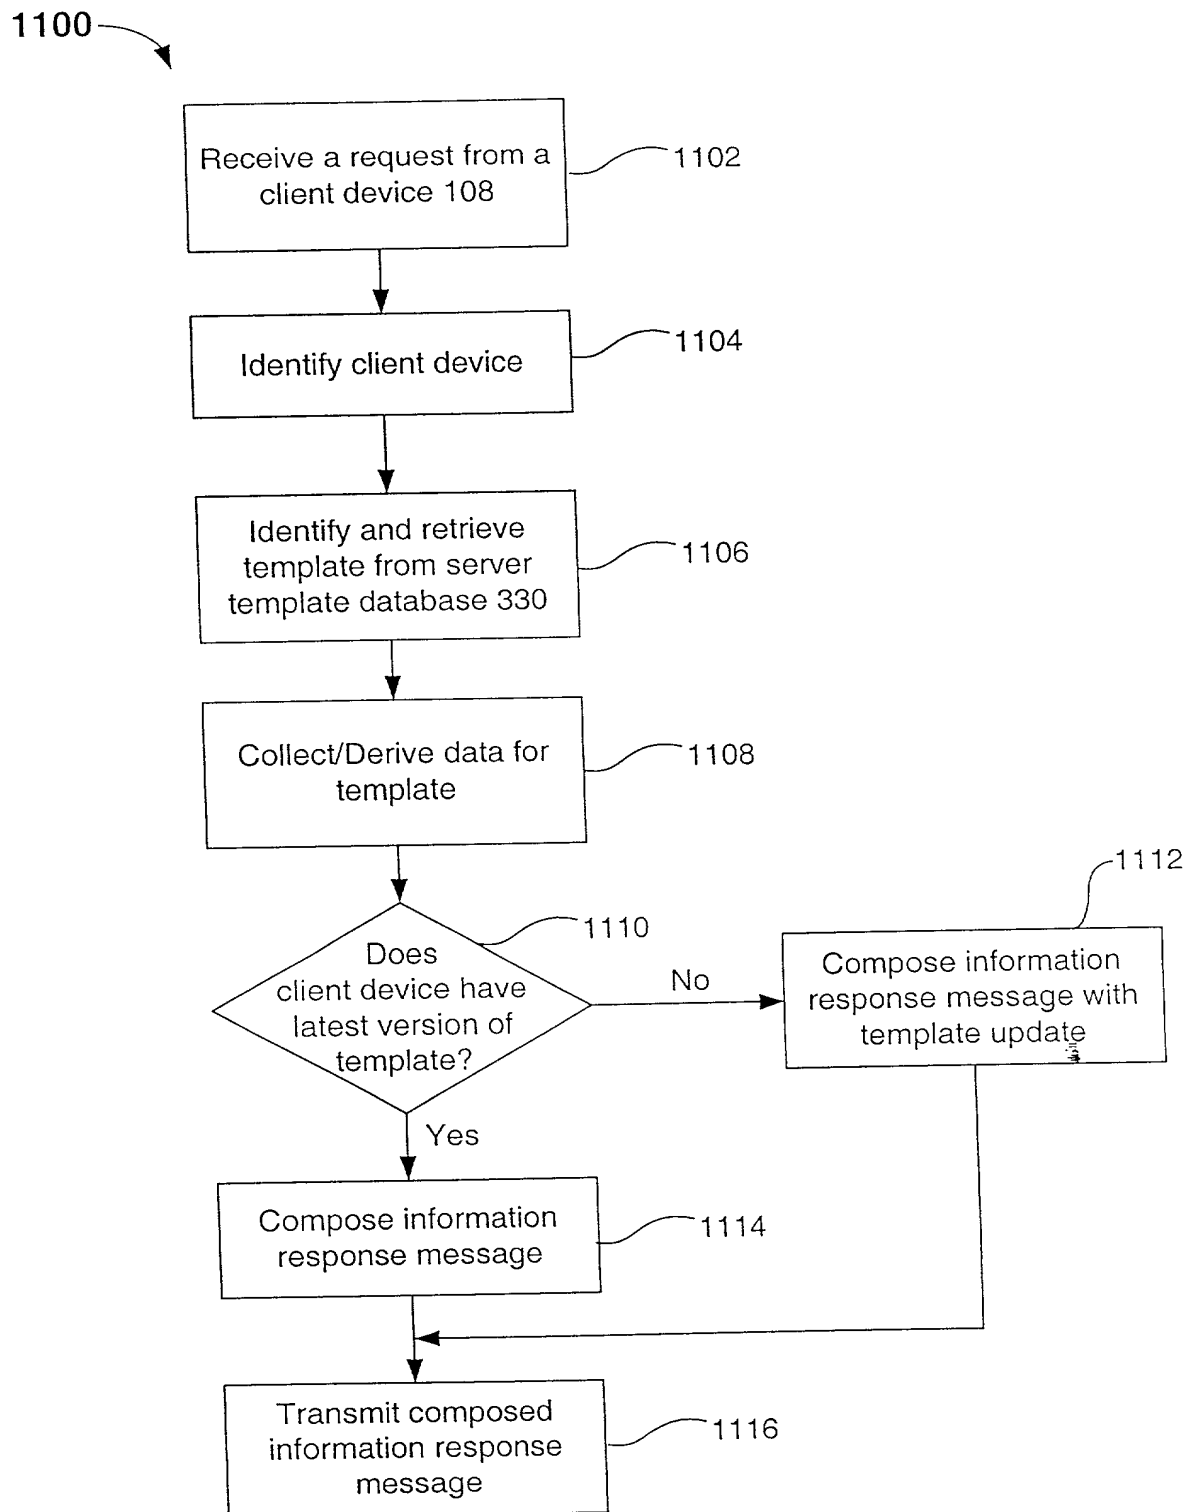 1100
Receive a request from a
client device 108
1102
Identify client device
1104
Identify and retrieve
template from server
template database 330
1106
Collect/Derive data for
template
1108
Does
client device have
latest version of
template?
1110
No
1112
Compose information
response message with
template update
Yes
Compose information
response message
1114
Transmit composed
information response
message
1116